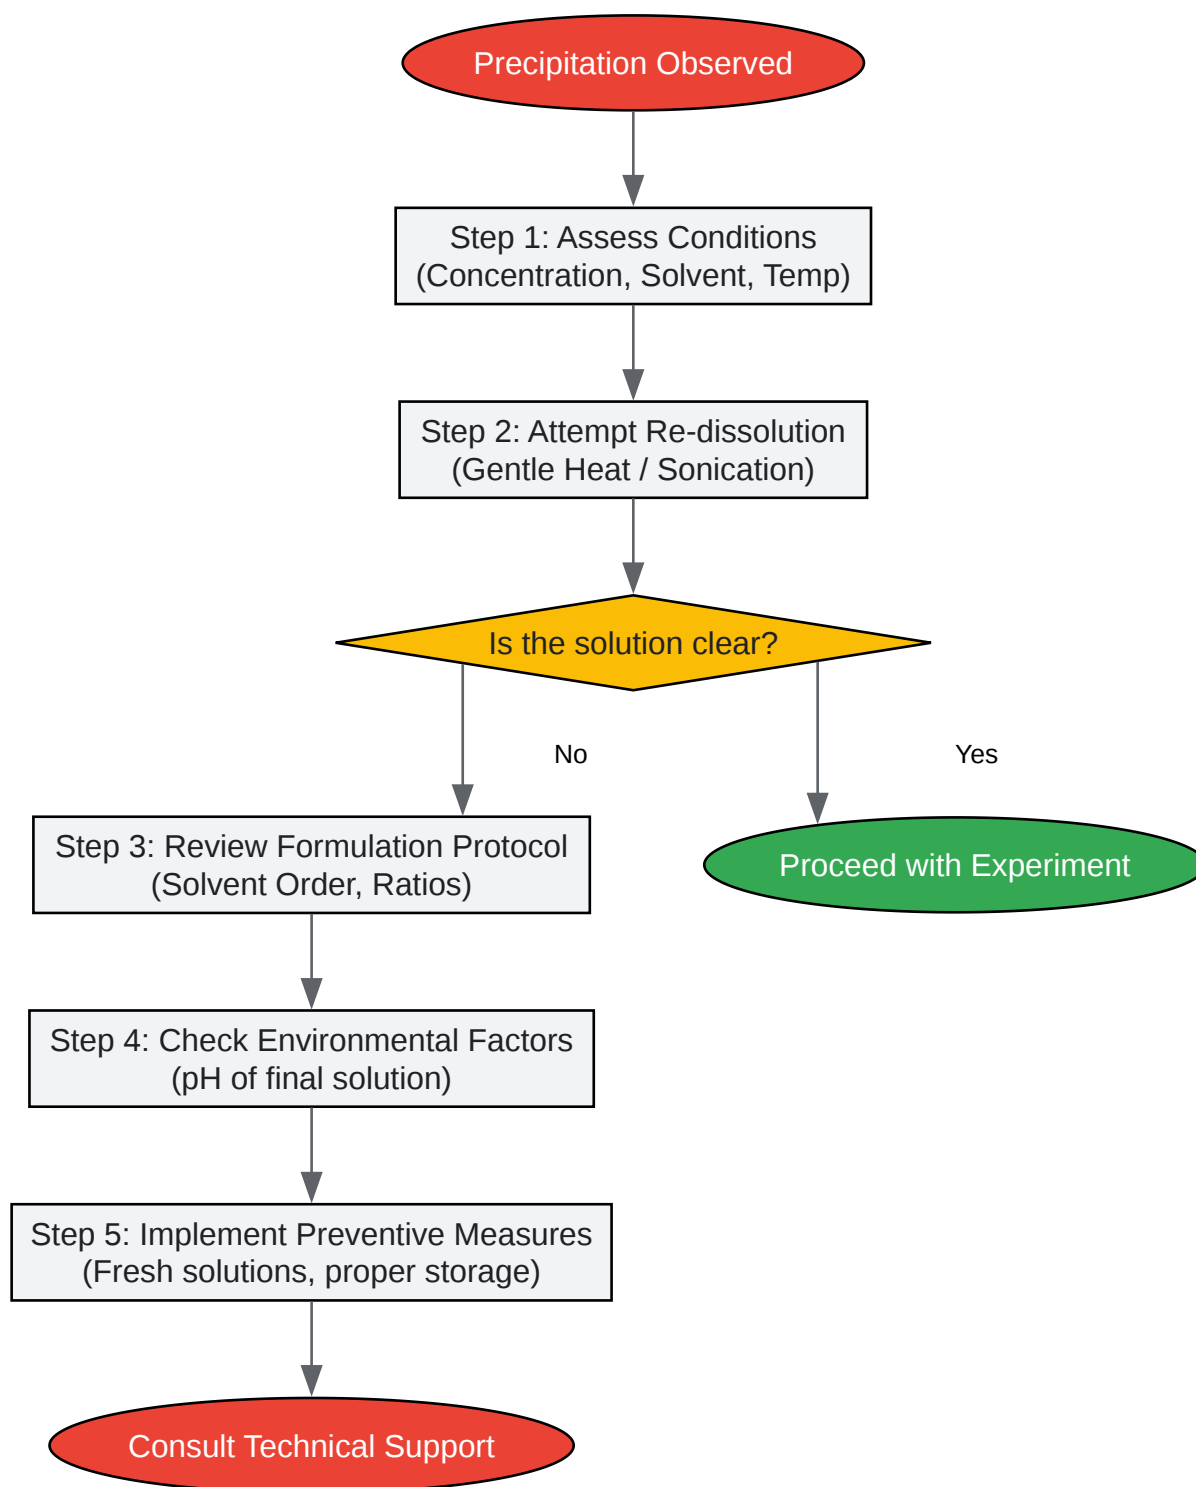 Precipitation Observed
Step 1: Assess Conditions
(Concentration, Solvent, Temp)
Step 2: Attempt Re-dissolution
(Gentle Heat / Sonication)
Is the solution clear?
No
Yes
Step 3: Review Formulation Protocol
(Solvent Order, Ratios)
Proceed with Experiment
Step 4: Check Environmental Factors
(pH of final solution)
Step 5: Implement Preventive Measures
(Fresh solutions, proper storage)
Consult Technical Support